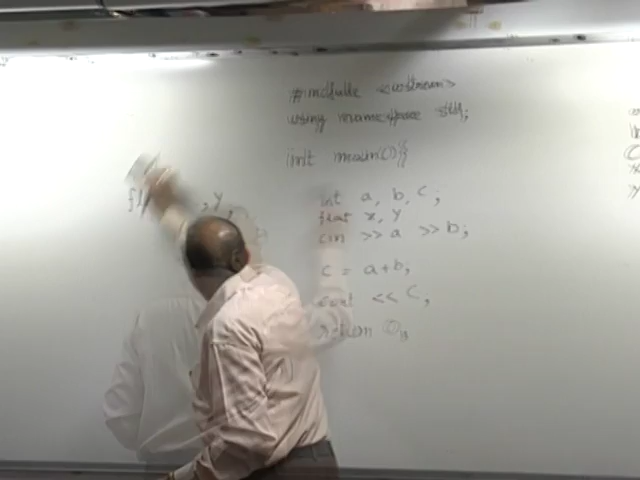 #include <iostream>
using namespace std;
int main(){
int a, b, c;
float x, y
cin >> a >> b;
c = a+b;
cout << c;
return 0;
, y